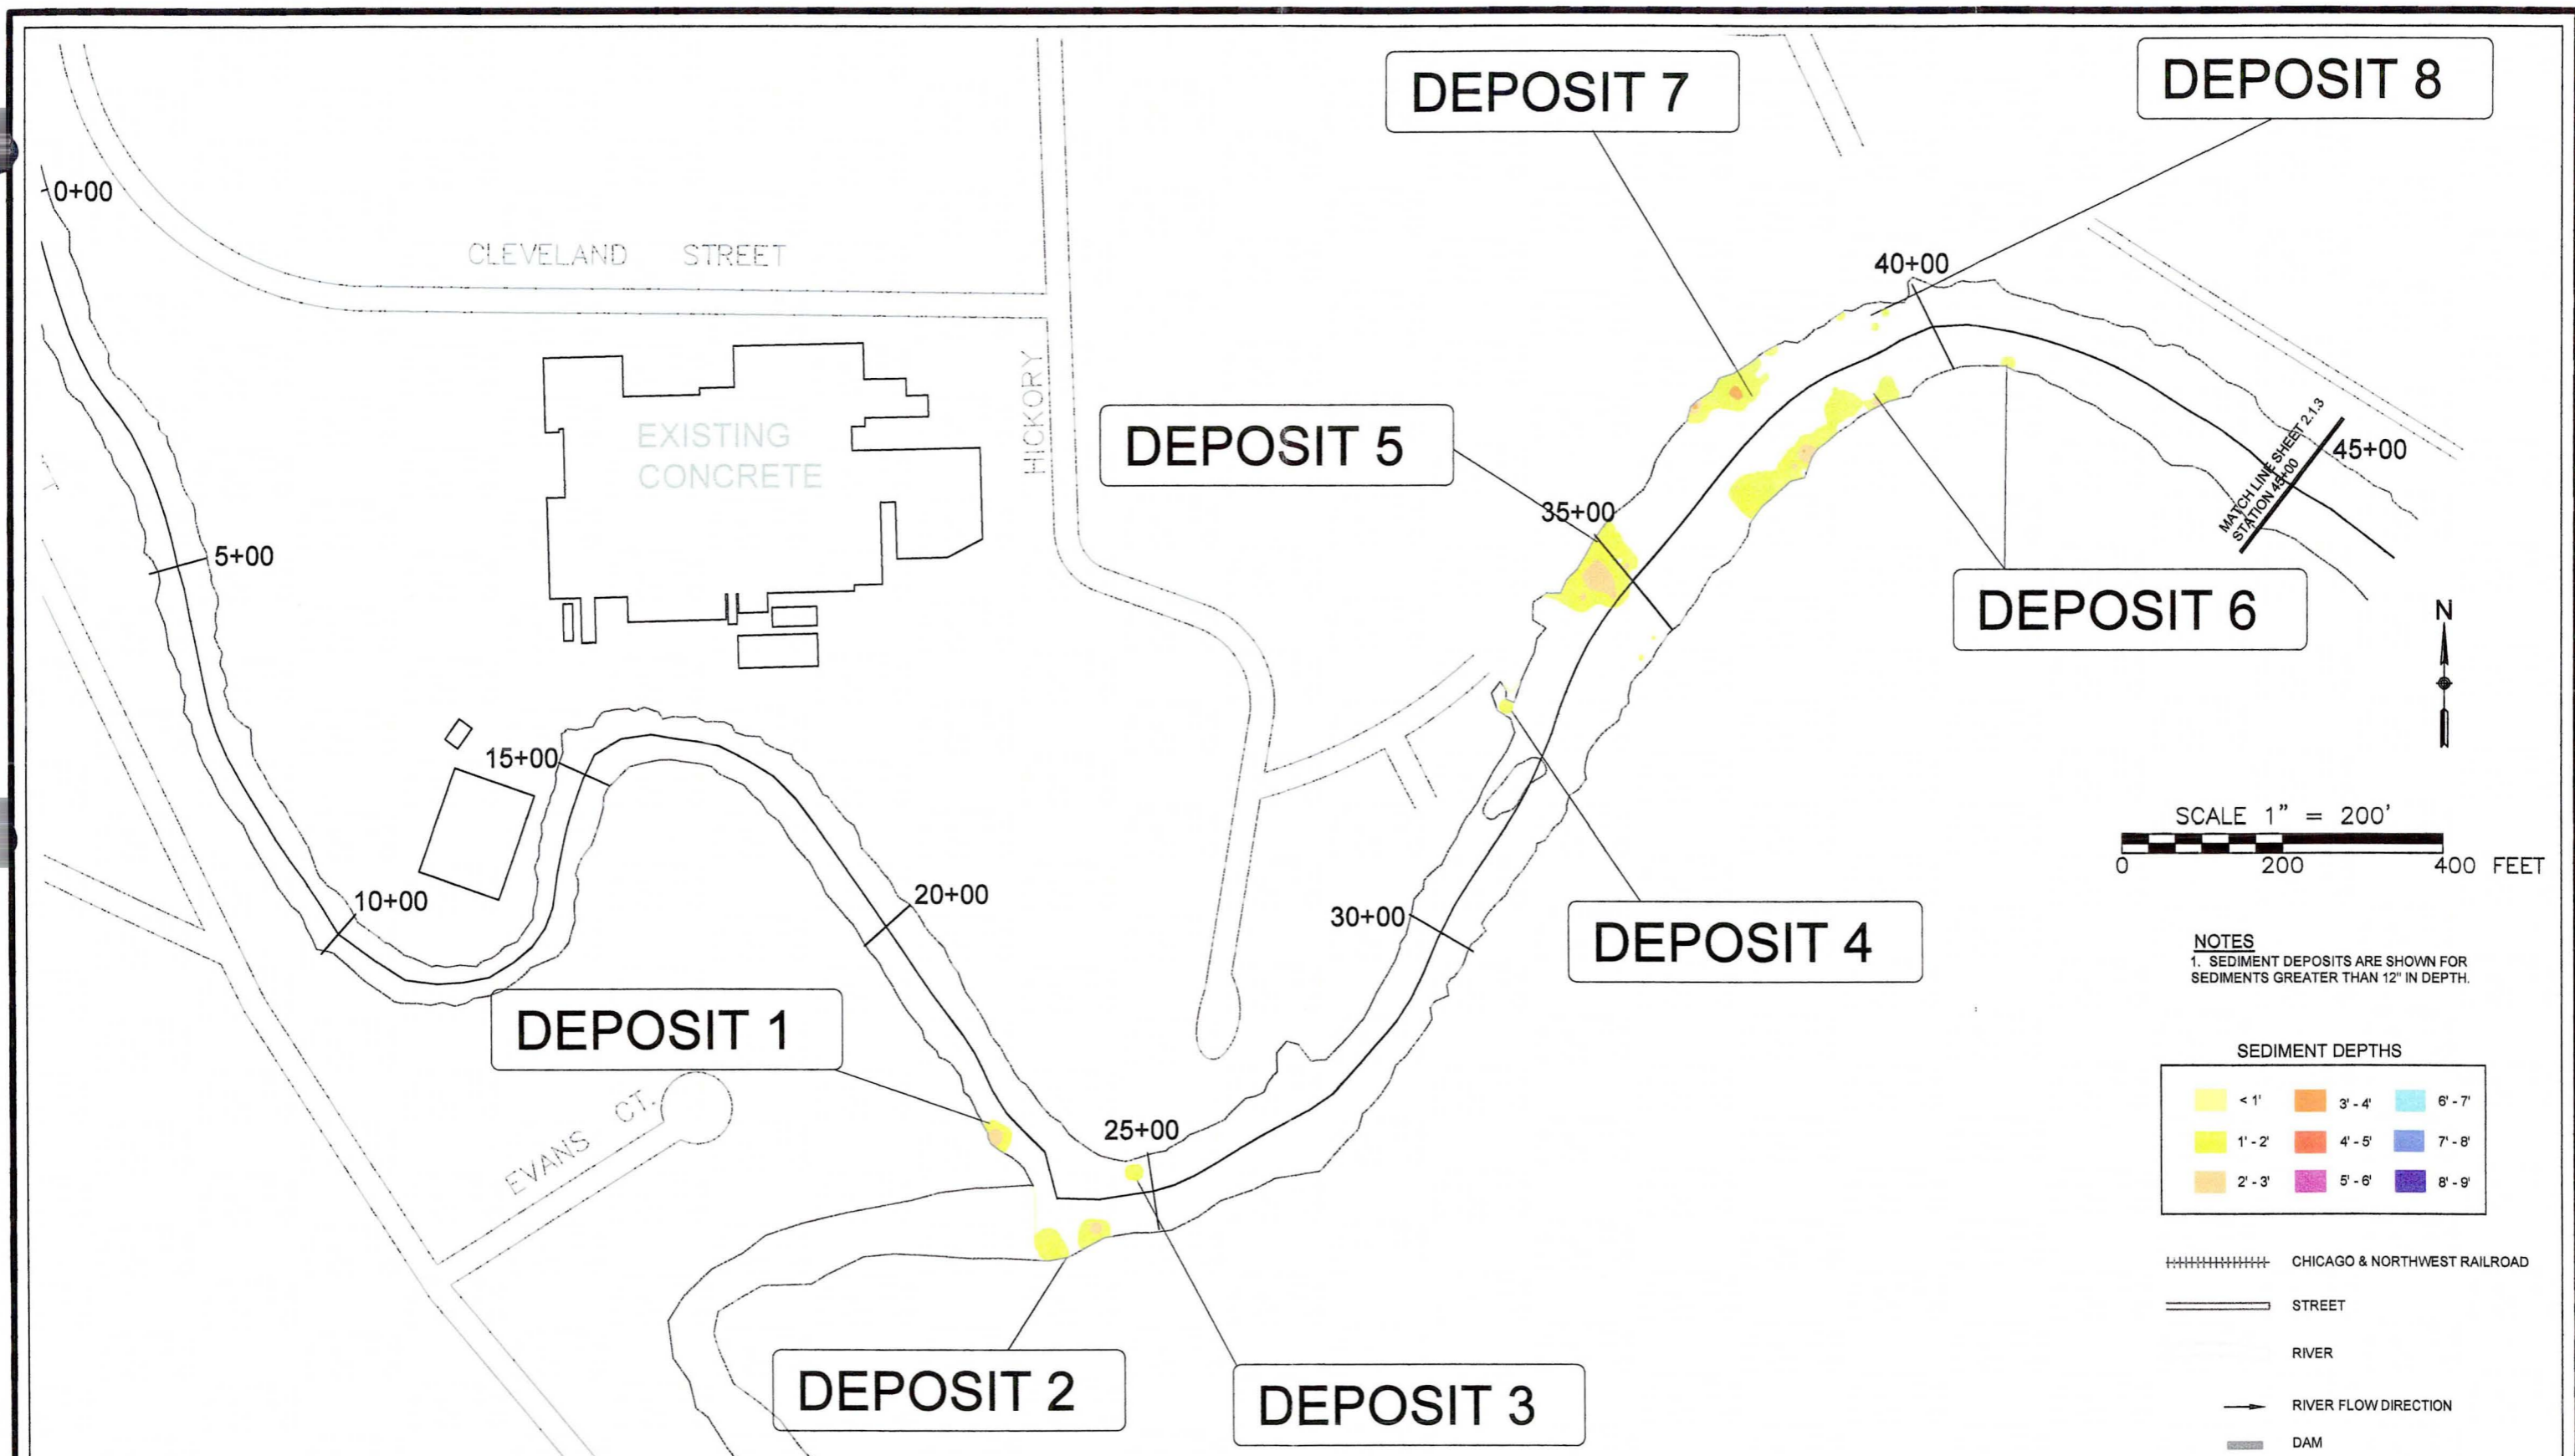 DEPOSIT 7
DEPOSIT 8
0+00
CLEVELAND STREET
40+00
HICKORY
EXISTING
CONCRETE
DEPOSIT 5
MATCH LINE SHEET 2.1.3
STATION 45+00
45+00
35+00
5+00
DEPOSIT 6
N
15+00
SCALE 1" = 200'
0 200 400 FEET
10+00
20+00
30+00
DEPOSIT 4
NOTES
1. SEDIMENT DEPOSITS ARE SHOWN FOR
SEDIMENTS GREATER THAN 12" IN DEPTH.
DEPOSIT 1
SEDIMENT DEPTHS
< 1' 3' - 4' 6' - 7'
1' - 2' 4' - 5' 7' - 8'
2' - 3' 5' - 6' 8' - 9'
EVANS CT.
25+00
CHICAGO & NORTHWEST RAILROAD
STREET
RIVER
RIVER FLOW DIRECTION
DAM
DEPOSIT 2
DEPOSIT 3